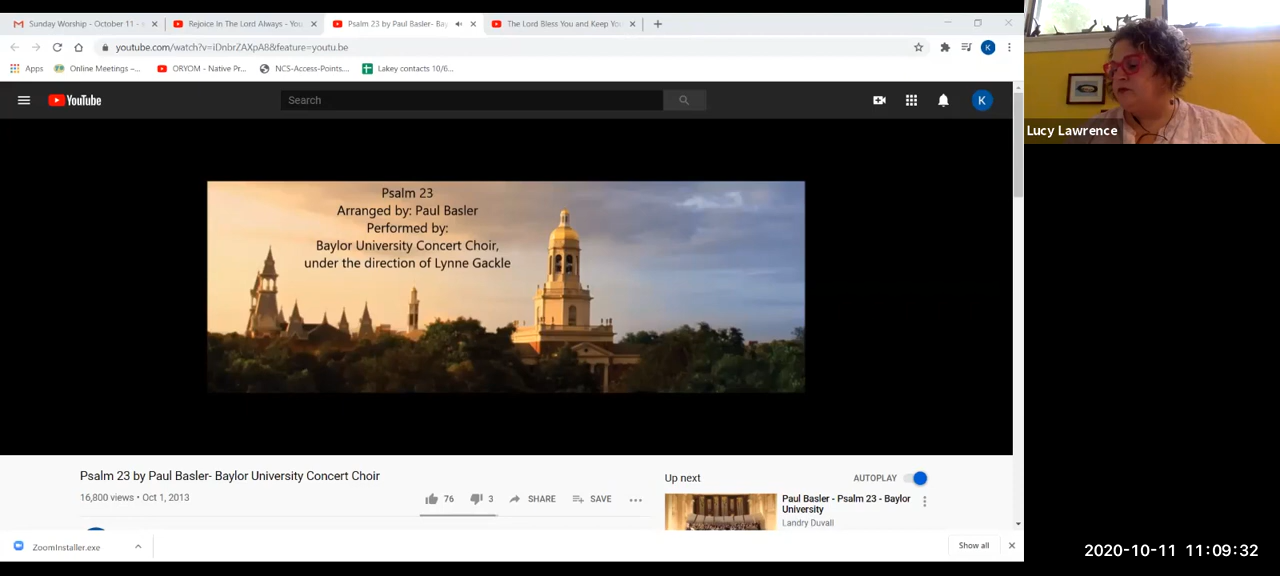 Sunday Worship - October 11 -
Rejoice In The Lord Always - You
Psalm 23 by Paul Basler- Bay
The Lord Bless You and Keep You
youtube.com/watch?v=iDnbrZAXpA8&feature=youtu.be
K
Apps
Online Meetings –...
ORYOM - Native Pr...
NCS-Access-Points,...
Lakey contacts 10/6...
YouTube
Search
K
Lucy Lawrence
Psalm 23
Arranged by: Paul Basler
Performed by:
Baylor University Concert Choir,
under the direction of Lynne Gackle
Psalm 23 by Paul Basler- Baylor University Concert Choir
16,800 views • Oct 1, 2013
76
3
SHARE
SAVE
Up next
AUTOPLAY
Paul Basler - Psalm 23 - Baylor
University
Landry Duvall
ZoomInstaller.exe
Show all
2020-10-11 11:09:32